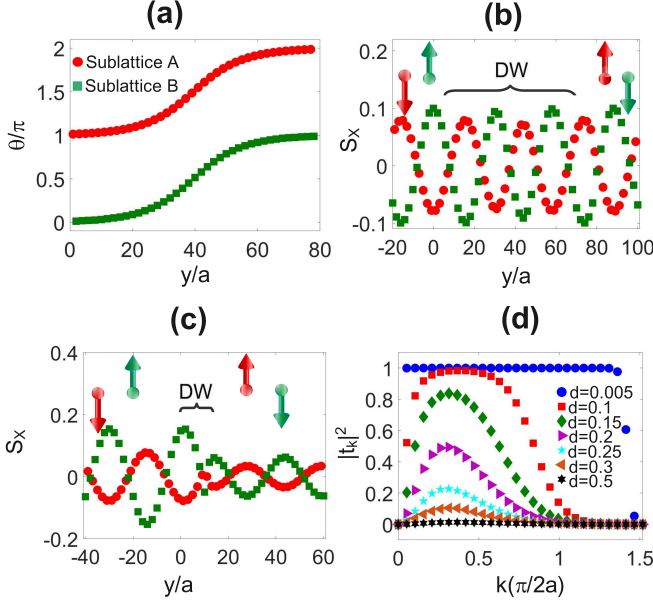 (a)
2
1.5
1
0.5
0
θ/π
Sublattice A
Sublattice B
0 20 40 60 80
y/a
(b)
0.2
0.1
0
-0.1
S_X
DW
-20 0 20 40 60 80 100
y/a
(c)
0.4
0.2
0
-0.2
S_X
DW
-40 -20 0 20 40 60
y/a
(d)
1
0.8
0.6
0.4
0.2
0
|t_k|²
d=0.005
d=0.1
d=0.15
d=0.2
d=0.25
d=0.3
d=0.5
0 0.5 1 1.5
k(π/2a)